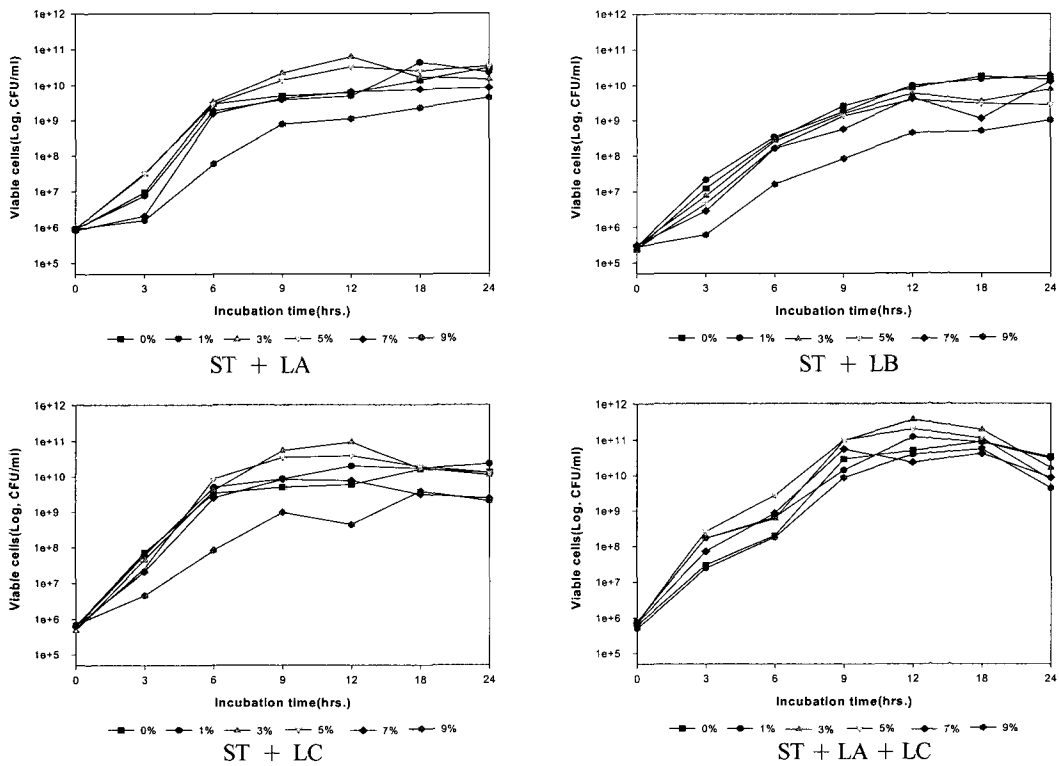 1e+12
1e+11
1e+10
1e+9
1e+8
1e+7
1e+6
1e+5
Viable cells(Log, CFU/ml)
0 3 6 9 12 18 24
Incubation time(hrs.)
0% 1% 3% 5% 7% 9%
ST + LA
1e+12
1e+11
1e+10
1e+9
1e+8
1e+7
1e+6
1e+5
Viable cells(Log, CFU/ml)
0 3 6 9 12 18 24
Incubation time(hrs.)
0% 1% 3% 5% 7% 9%
ST + LB
1e+12
1e+11
1e+10
1e+9
1e+8
1e+7
1e+6
1e+5
Viable cells(Log, CFU/ml)
0 3 6 9 12 18 24
Incubation time(hrs.)
0% 1% 3% 5% 7% 9%
ST + LC
1e+12
1e+11
1e+10
1e+9
1e+8
1e+7
1e+6
1e+5
Viable cells(Log, CFU/ml)
0 3 6 9 12 18 24
Incubation time(hrs.)
0% 1% 3% 5% 7% 9%
ST + LA + LC